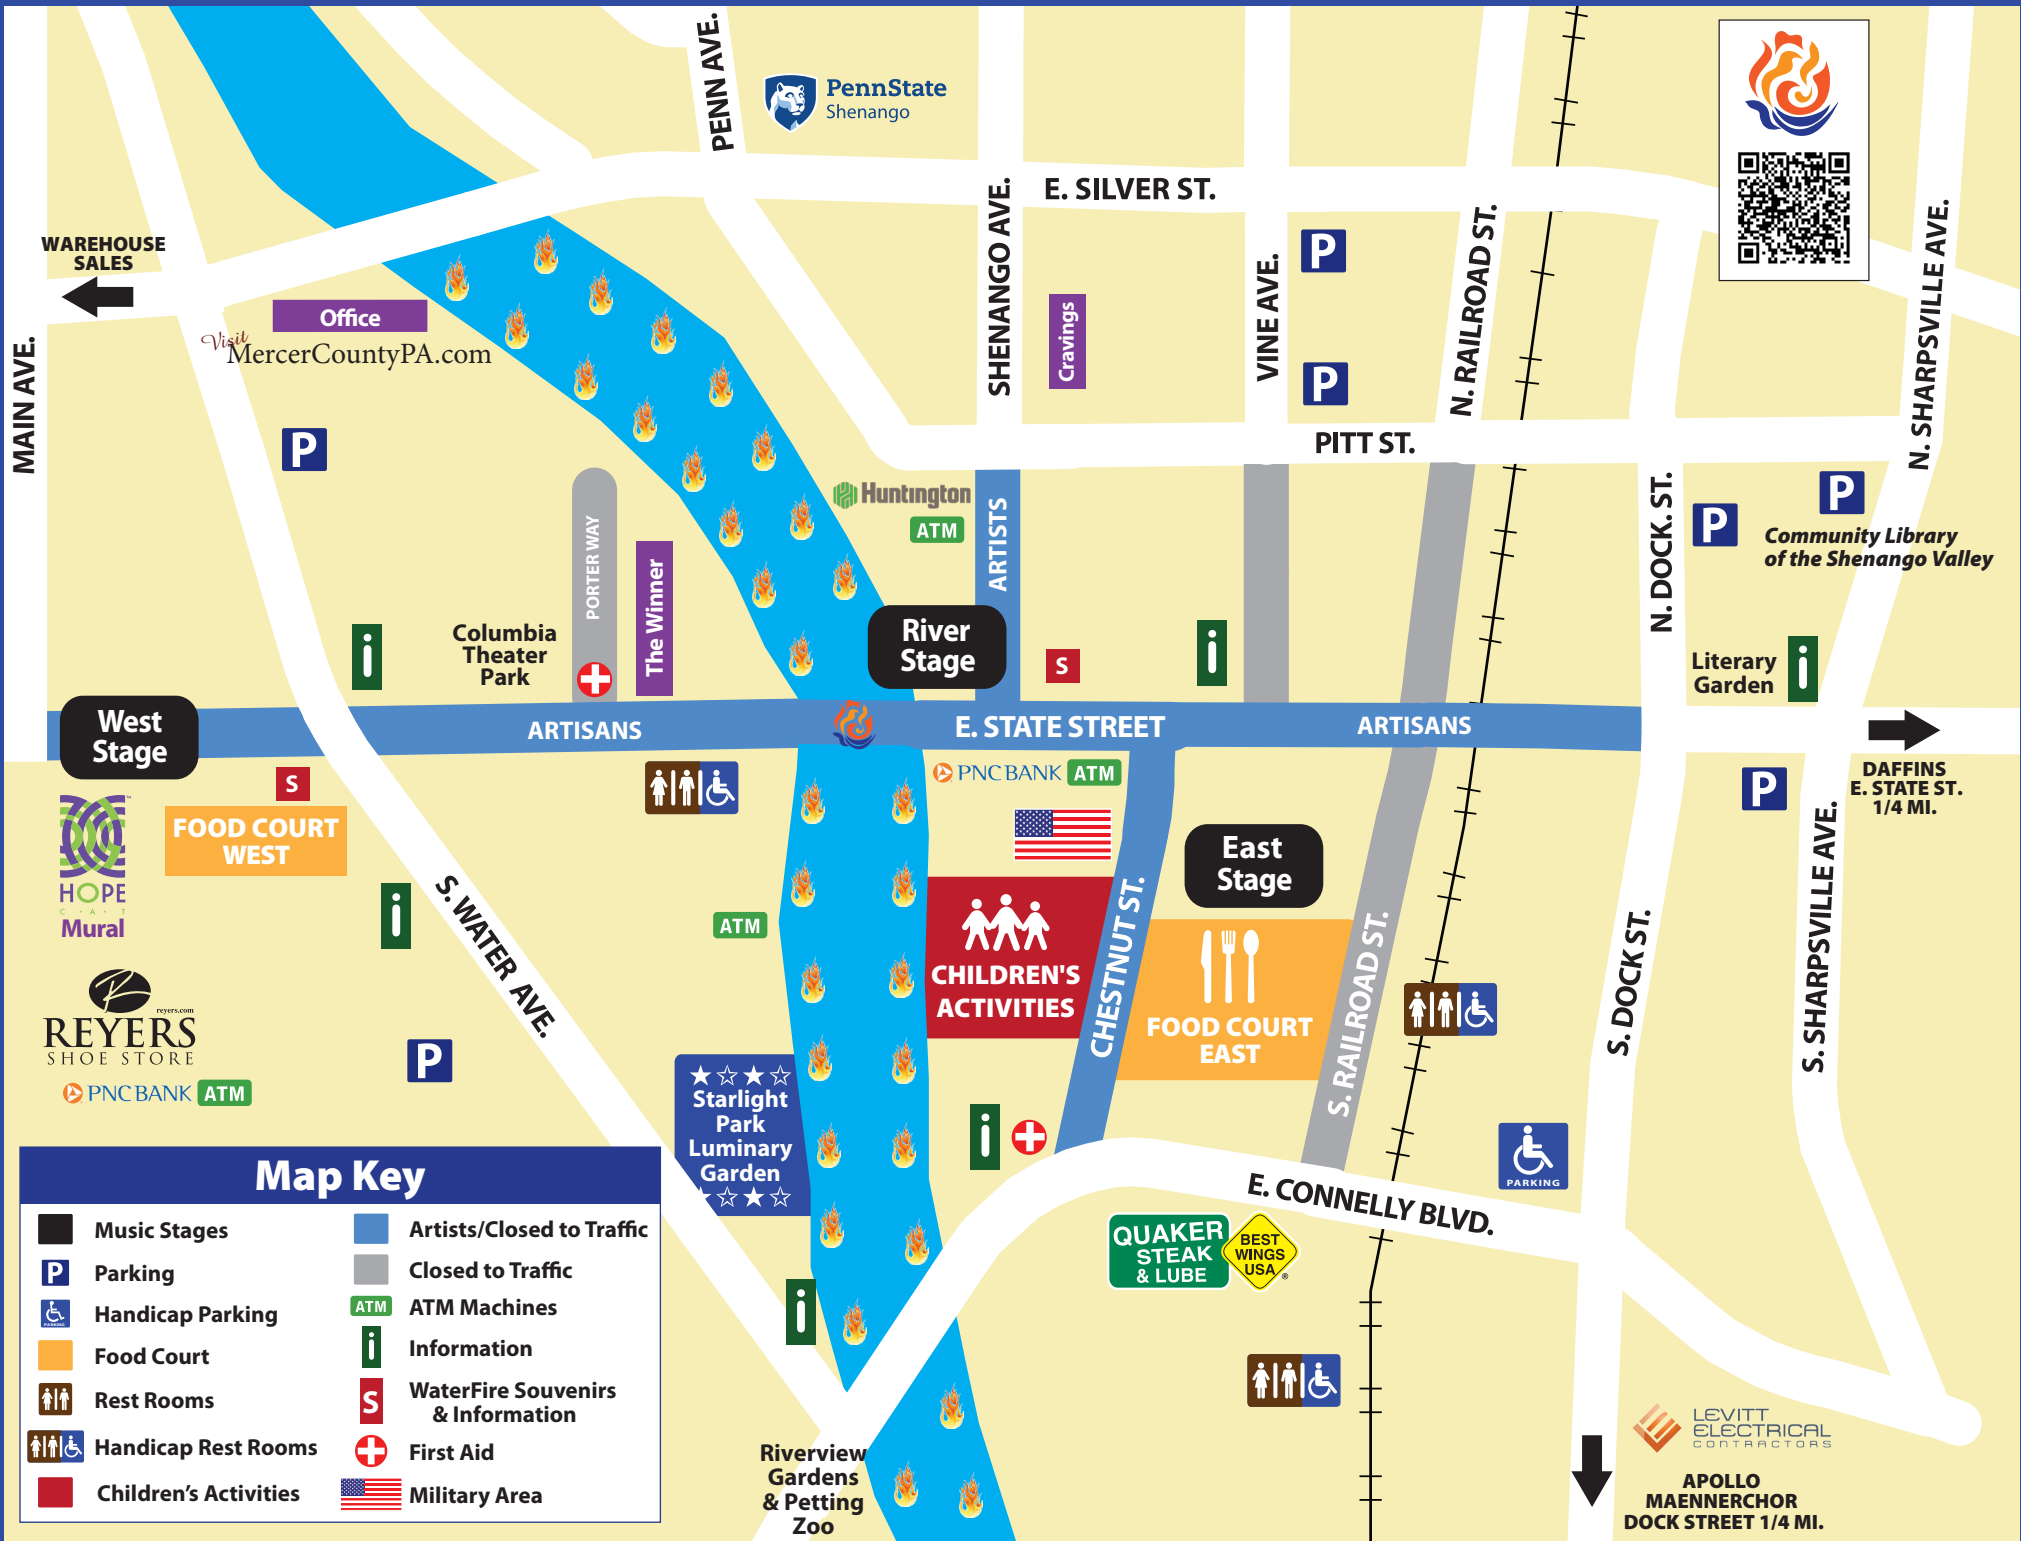 PENN AVE.
PennState
Shenango
E. SILVER ST.
SHENANGO AVE.
VINE AVE.
N. RAILROAD ST.
N. SHARPSVILLE AVE.
WAREHOUSE
SALES
MAIN AVE.
Office
Visit
MercerCountyPA.com
Cravings
P
P
P
PITT ST.
Huntington
ATM
ARTISTS
PORTER WAY
The Winner
N. DOCK. ST.
P
P
Community Library
of the Shenango Valley
i
Columbia
Theater
Park
River
Stage
S
i
Literary
Garden
i
West
Stage
ARTISANS
E. STATE STREET
ARTISANS
S
FOOD COURT
WEST
PNC BANK ATM
P
DAFFINS
E. STATE ST.
1/4 MI.
HOPE
C·A·T
Mural
i
S. WATER AVE.
ATM
East
Stage
CHILDREN'S
ACTIVITIES
CHESTNUT ST.
FOOD COURT
EAST
S. RAILROAD ST.
S. DOCK ST.
S. SHARPSVILLE AVE.
R
reyers.com
REYERS
SHOE STORE
PNC BANK ATM
P
Starlight
Park
Luminary
Garden
i
PARKING
E. CONNELLY BLVD.
QUAKER
STEAK
& LUBE
BEST
WINGS
USA
®
i
Riverview
Gardens
& Petting
Zoo
LEVITT
ELECTRICAL
CONTRACTORS
APOLLO
MAENNERCHOR
DOCK STREET 1/4 MI.
Map Key
Music Stages
P Parking
PARKING Handicap Parking
Food Court
Rest Rooms
Handicap Rest Rooms
Children's Activities
Artists/Closed to Traffic
Closed to Traffic
ATM ATM Machines
i Information
S WaterFire Souvenirs
& Information
First Aid
Military Area